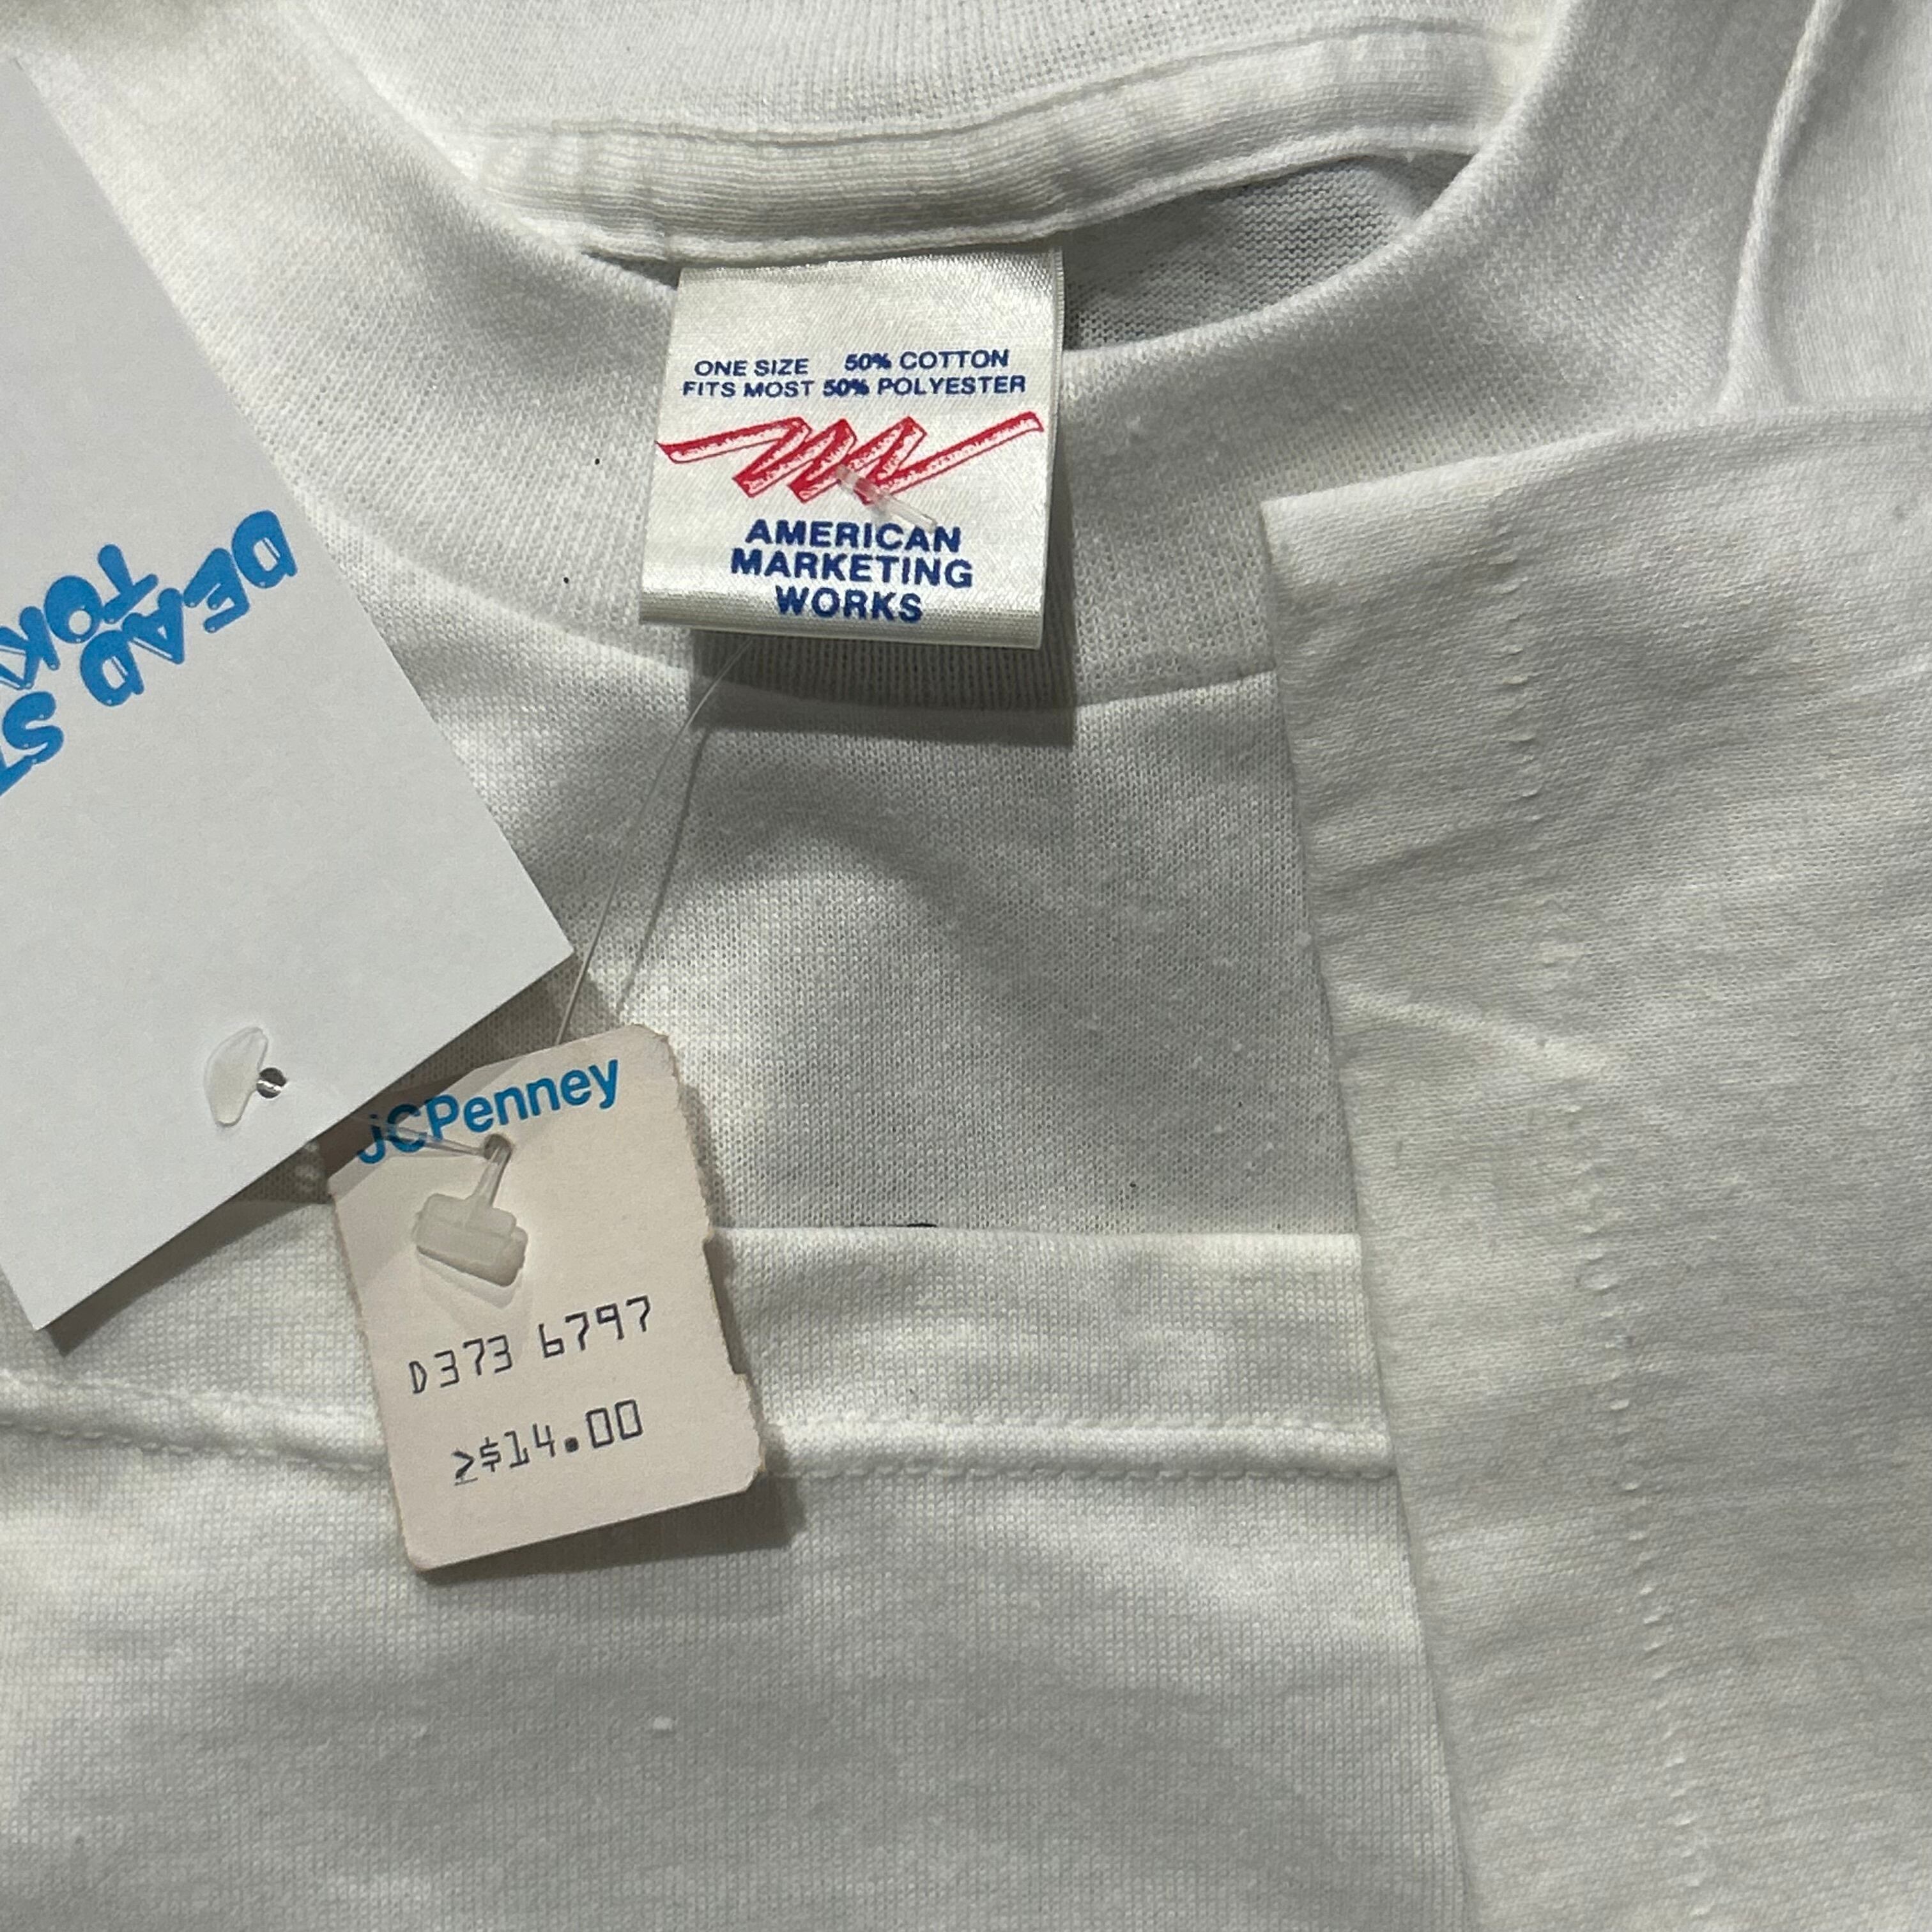 ONE SIZE 50% COTTON
FITS MOST 50% POLYESTER
AMERICAN
MARKETING
WORKS
DEAD
JCPenney
D373 6797
>$14.00